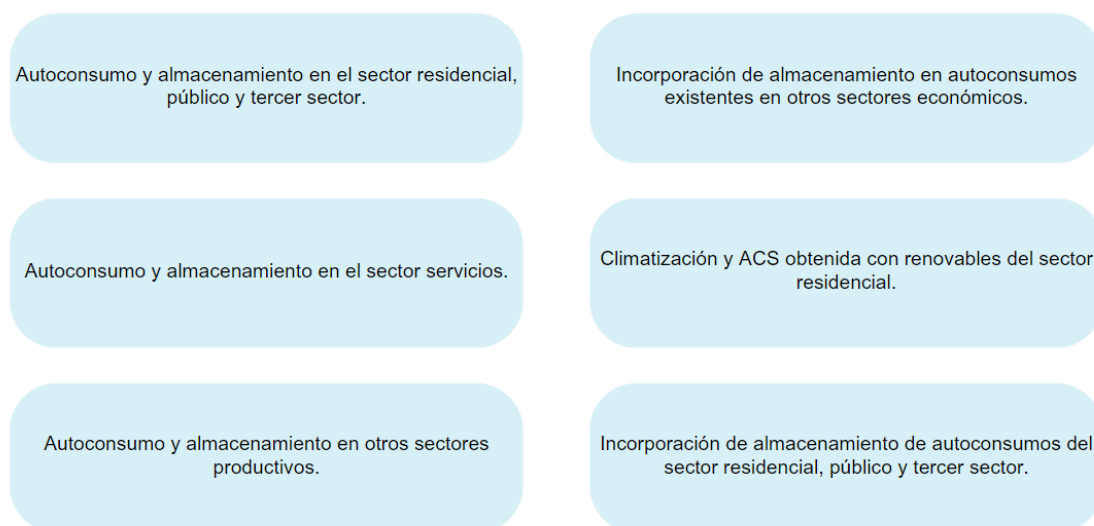 Autoconsumo y almacenamiento en el sector residencial,
público y tercer sector.
Incorporación de almacenamiento en autoconsumos
existentes en otros sectores económicos.
Autoconsumo y almacenamiento en el sector servicios.
Climatización y ACS obtenida con renovables del sector
residencial.
Autoconsumo y almacenamiento en otros sectores
productivos.
Incorporación de almacenamiento de autoconsumos del
sector residencial, público y tercer sector.